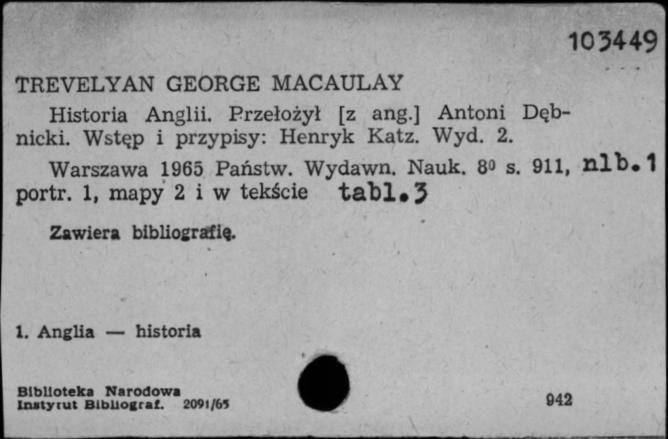 103449
TREVELYAN GEORGE MACAULAY
Historia Anglii. Przełożył [z ang.] Antoni Dęb-
nicki. Wstęp i przypisy: Henryk Katz. Wyd. 2.
Warszawa 1965 Państw. Wydawn. Nauk. 8⁰ s. 911, nlb.1
portr. 1, mapy 2 i w tekście tabl.3
Zawiera bibliografię.
1. Anglia — historia
Biblioteka Narodowa
Instytut Bibliograf. 2091/65
942